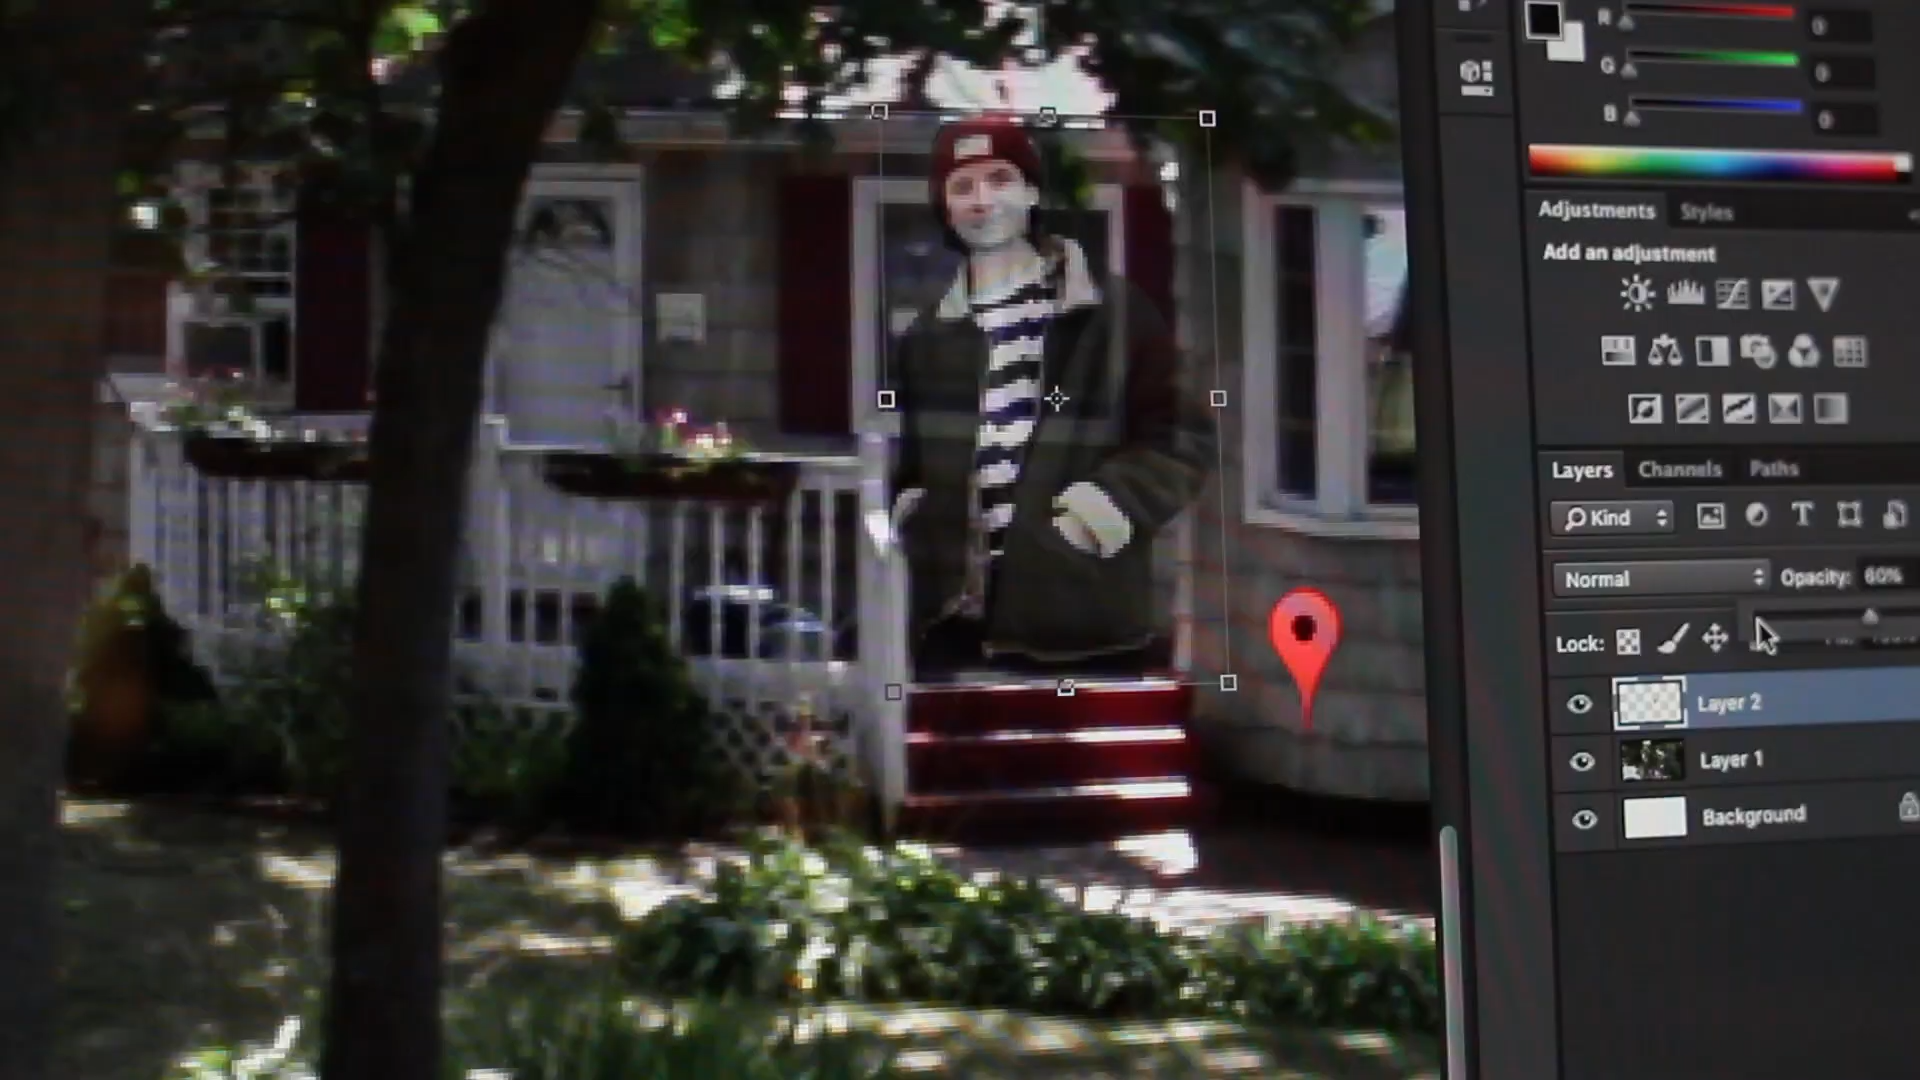 R 0
G 0
B 0
Adjustments Styles
Add an adjustment
Layers Channels Paths
Kind
Normal Opacity: 60%
Lock:
Layer 2
Layer 1
Background